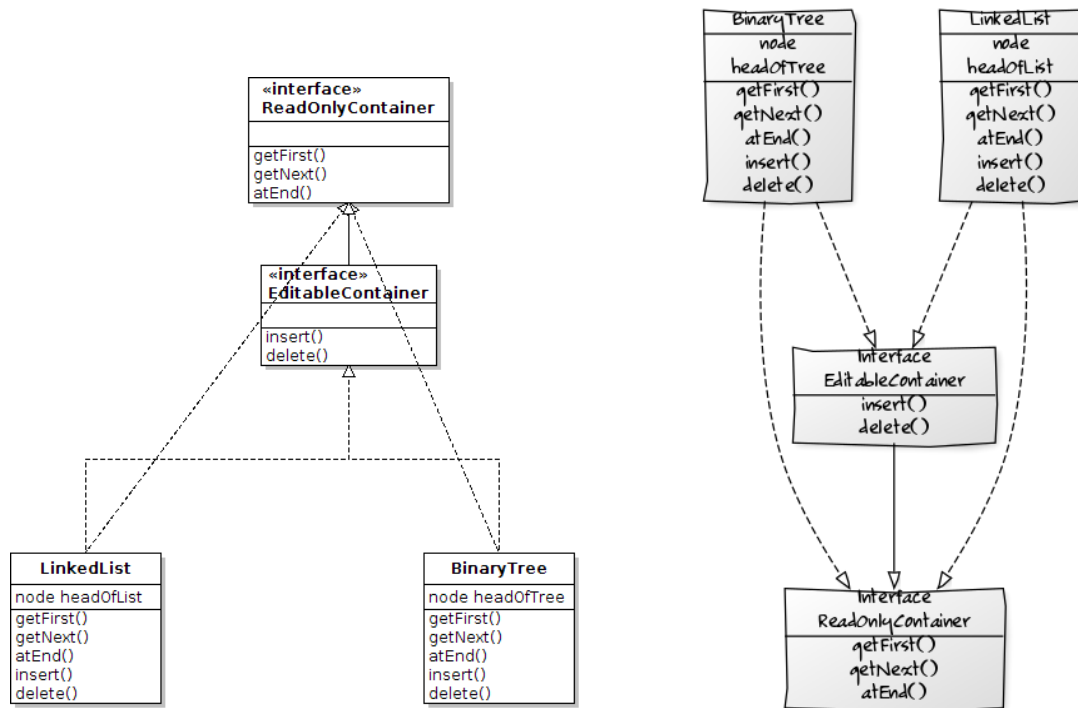 «interface»
ReadOnlyContainer
getFirst()
getNext()
atEnd()
«interface»
EditableContainer
insert()
delete()
LinkedList
node headOfList
getFirst()
getNext()
atEnd()
insert()
delete()
BinaryTree
node headOfTree
getFirst()
getNext()
atEnd()
insert()
delete()
BinaryTree
node
headOfTree
getFirst()
getNext()
atEnd()
insert()
delete()
LinkedList
node
headOfList
getFirst()
getNext()
atEnd()
insert()
delete()
Interface
EditableContainer
insert()
delete()
Interface
ReadOnlyContainer
getFirst()
getNext()
atEnd()